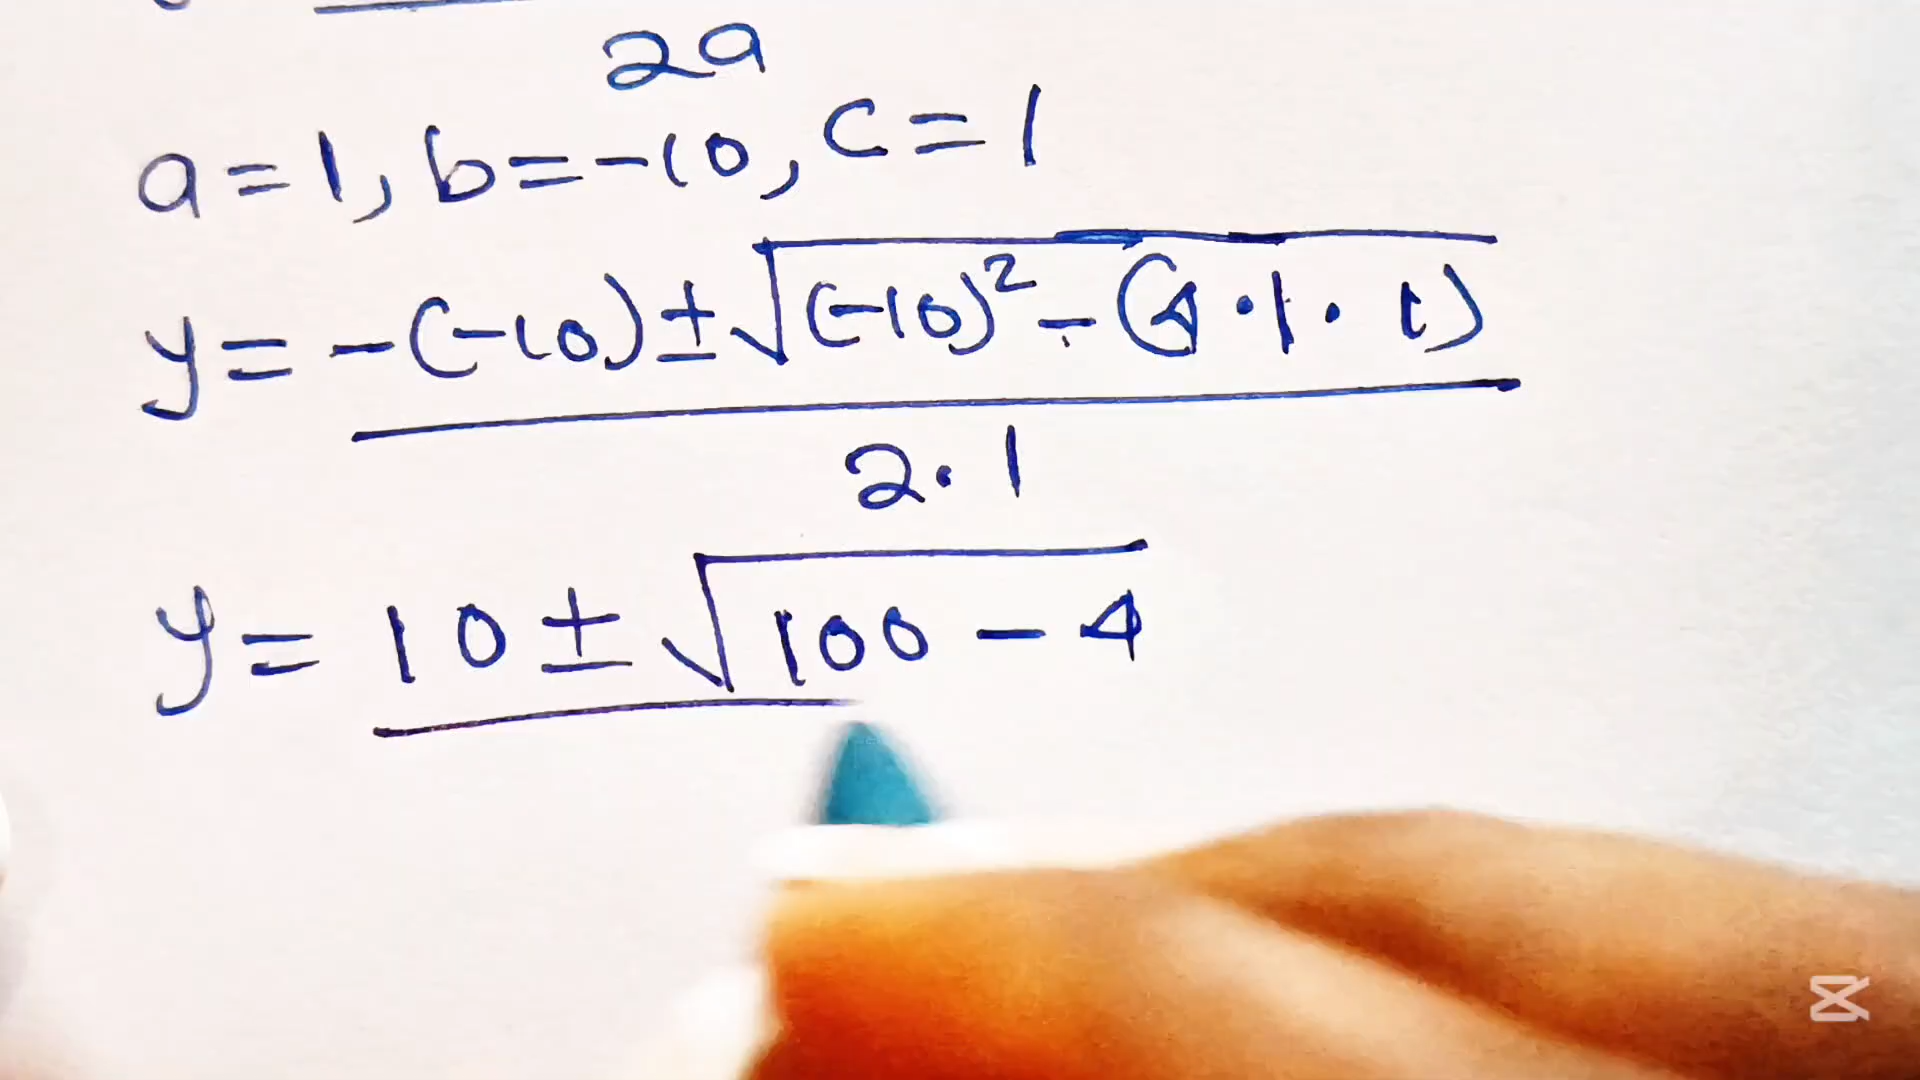 2a
a=1, b=-10, c=1
y= -(-10)±√(-10)²-(4·1·1)
2·1
y= 10±√100-4